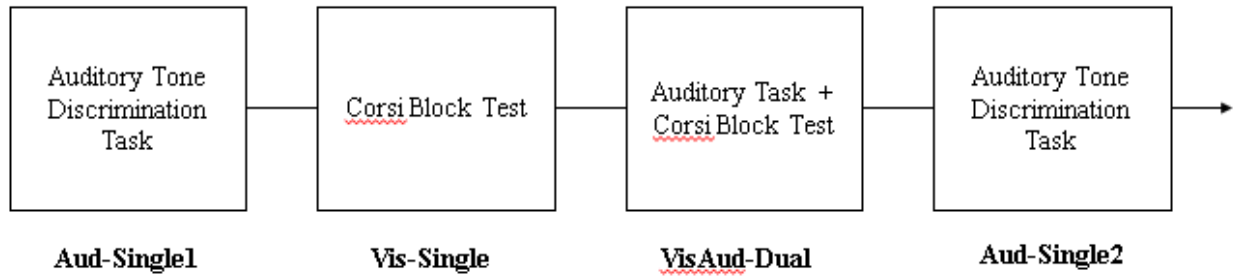 Auditory Tone
Discrimination
Task
Corsi Block Test
Auditory Task +
Corsi Block Test
Auditory Tone
Discrimination
Task
Aud-Single1
Vis-Single
VisAud-Dual
Aud-Single2